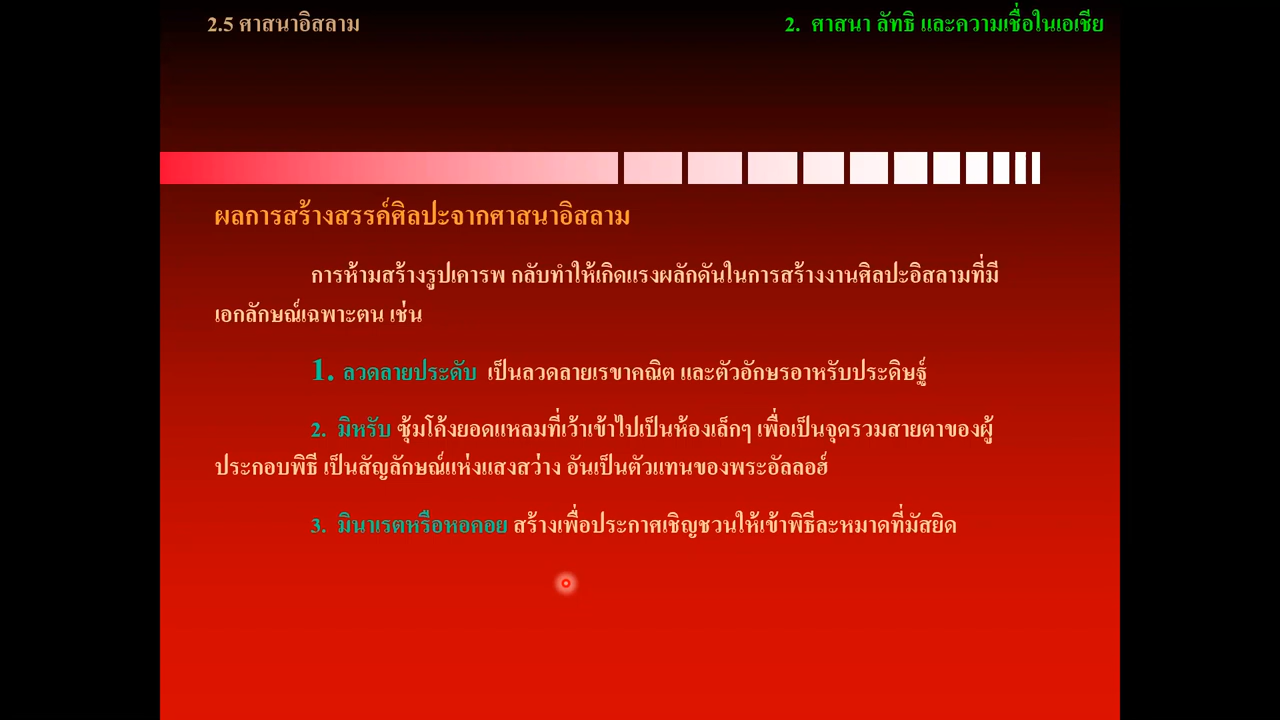 2.5 ศาสนาอิสลาม
2. ศาสนา ลัทธิ และความเชื่อในเอเชีย
ผลการสร้างสรรค์ศิลปะจากศาสนาอิสลาม
การห้ามสร้างรูปเคารพ กลับทำให้เกิดแรงผลักดันในการสร้างงานศิลปะอิสลามที่มี
เอกลักษณ์เฉพาะตน เช่น
1. ลวดลายประดับ เป็นลวดลายเรขาคณิต และตัวอักษรอาหรับประดิษฐ์
2. มิหรับ ซุ้มโค้งยอดแหลมที่เว้าเข้าไปเป็นห้องเล็กๆ เพื่อเป็นจุดรวมสายตาของผู้
ประกอบพิธี เป็นสัญลักษณ์แห่งแสงสว่าง อันเป็นตัวแทนของพระอัลลอฮ์
3. มินาเรตหรือหอคอย สร้างเพื่อประกาศเชิญชวนให้เข้าพิธีละหมาดที่มัสยิด